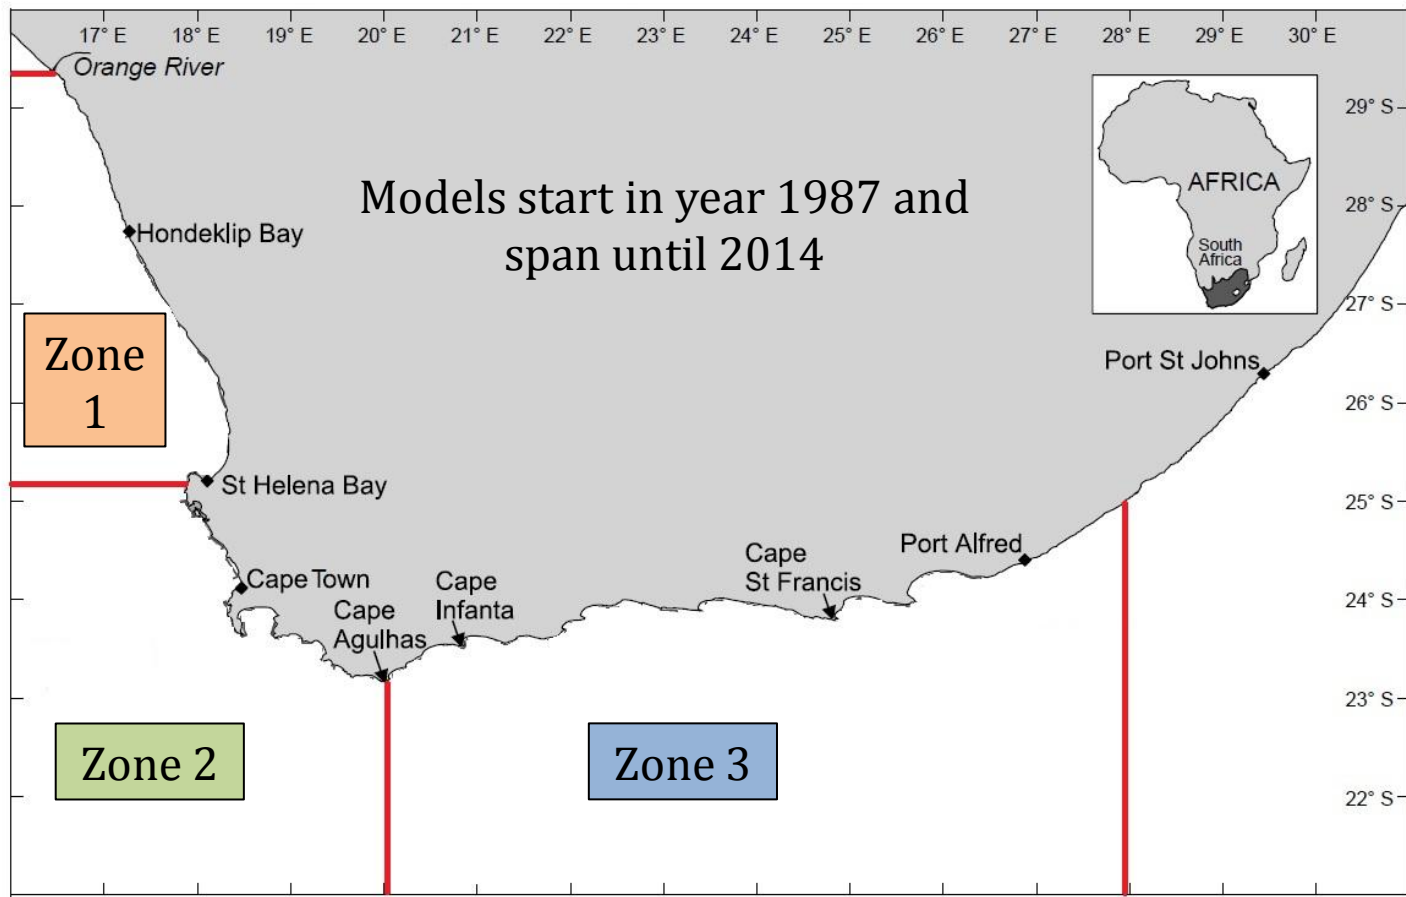 17° E 18° E 19° E 20° E 21° E 22° E 23° E 24° E 25° E 26° E 27° E 28° E 29° E 30° E
Orange River
29° S
AFRICA
South
Africa
Models start in year 1987 and
span until 2014
28° S
Hondeklip Bay
27° S
Zone
1
Port St Johns
26° S
St Helena Bay
25° S
Port Alfred
Cape
St Francis
Cape Town
Cape
Infanta
Cape
Agulhas
24° S
23° S
Zone 2
Zone 3
22° S